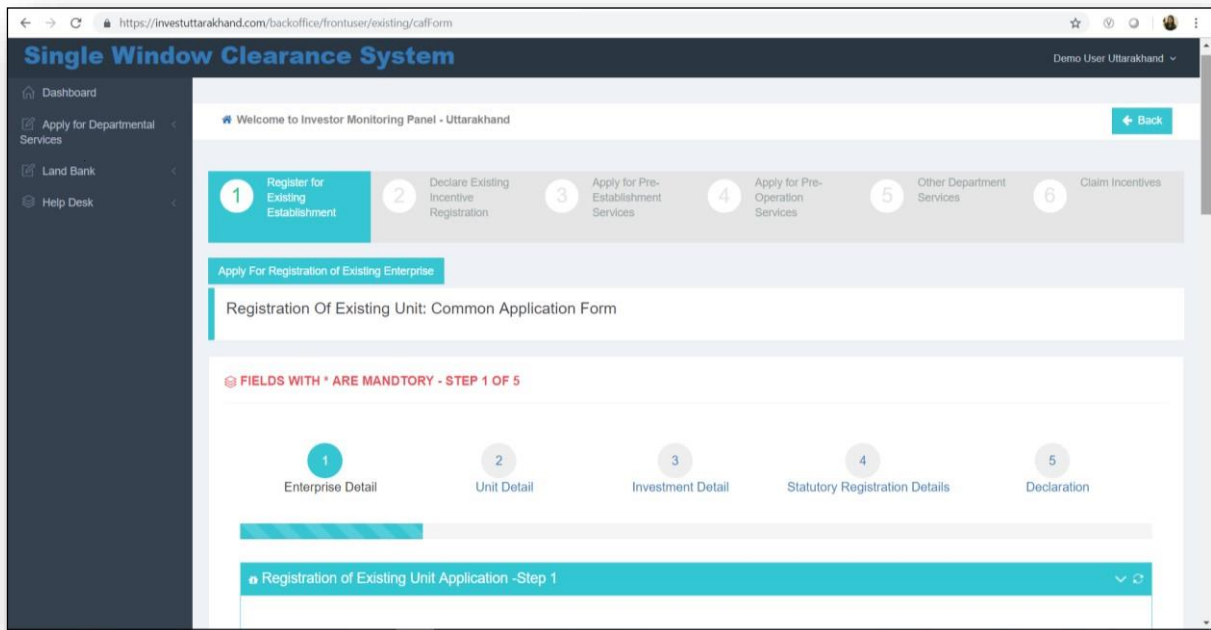 https://investuttarakhand.com/backoffice/frontuser/existing/cafForm
Single Window Clearance System
Demo User Uttarakhand
Dashboard
Apply for Departmental
Services
Land Bank
Help Desk
Welcome to Investor Monitoring Panel - Uttarakhand
Back
1
Register for
Existing
Establishment
2
Declare Existing
Incentive
Registration
3
Apply for Pre-
Establishment
Services
4
Apply for Pre-
Operation
Services
5
Other Department
Services
6
Claim Incentives
Apply For Registration of Existing Enterprise
Registration Of Existing Unit: Common Application Form
FIELDS WITH * ARE MANDTORY - STEP 1 OF 5
1
Enterprise Detail
2
Unit Detail
3
Investment Detail
4
Statutory Registration Details
5
Declaration
Registration of Existing Unit Application -Step 1